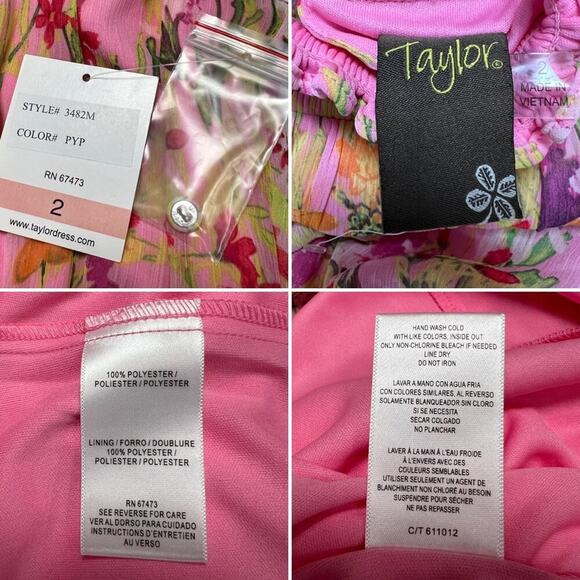 STYLE# 3482M
COLOR# PYP
RN 67473
2
www.taylordress.com
Taylor®
2
MADE IN
VIETNAM
100% POLYESTER /
POLIESTER / POLYESTER
LINING / FORRO / DOUBLURE
100% POLYESTER /
POLIESTER / POLYESTER
RN 67473
SEE REVERSE FOR CARE
VER AL DORSO PARA CUIDADO
INSTRUCTIONS D'ENTRETIEN
AU VERSO
HAND WASH COLD
WITH LIKE COLORS, INSIDE OUT
ONLY NON-CHLORINE BLEACH IF NEEDED
LINE DRY
DO NOT IRON
LAVAR A MANO CON AGUA FRIA
CON COLORES SIMILARES, AL REVERSO
SOLAMENTE BLANQUEADOR SIN CLORO
SI SE NECESITA
SECAR COLGADO
NO PLANCHAR
LAVER À LA MAIN À L'EAU FROIDE
À L'ENVERS AVEC DES
COULEURS SEMBLABLES
UTILISER SEULEMENT UN AGENT DE
BLANCHIMENT NON CHLORÉ AU BESOIN
SUSPENDRE POUR SÉCHER
NE PAS REPASSER
C/T 611012